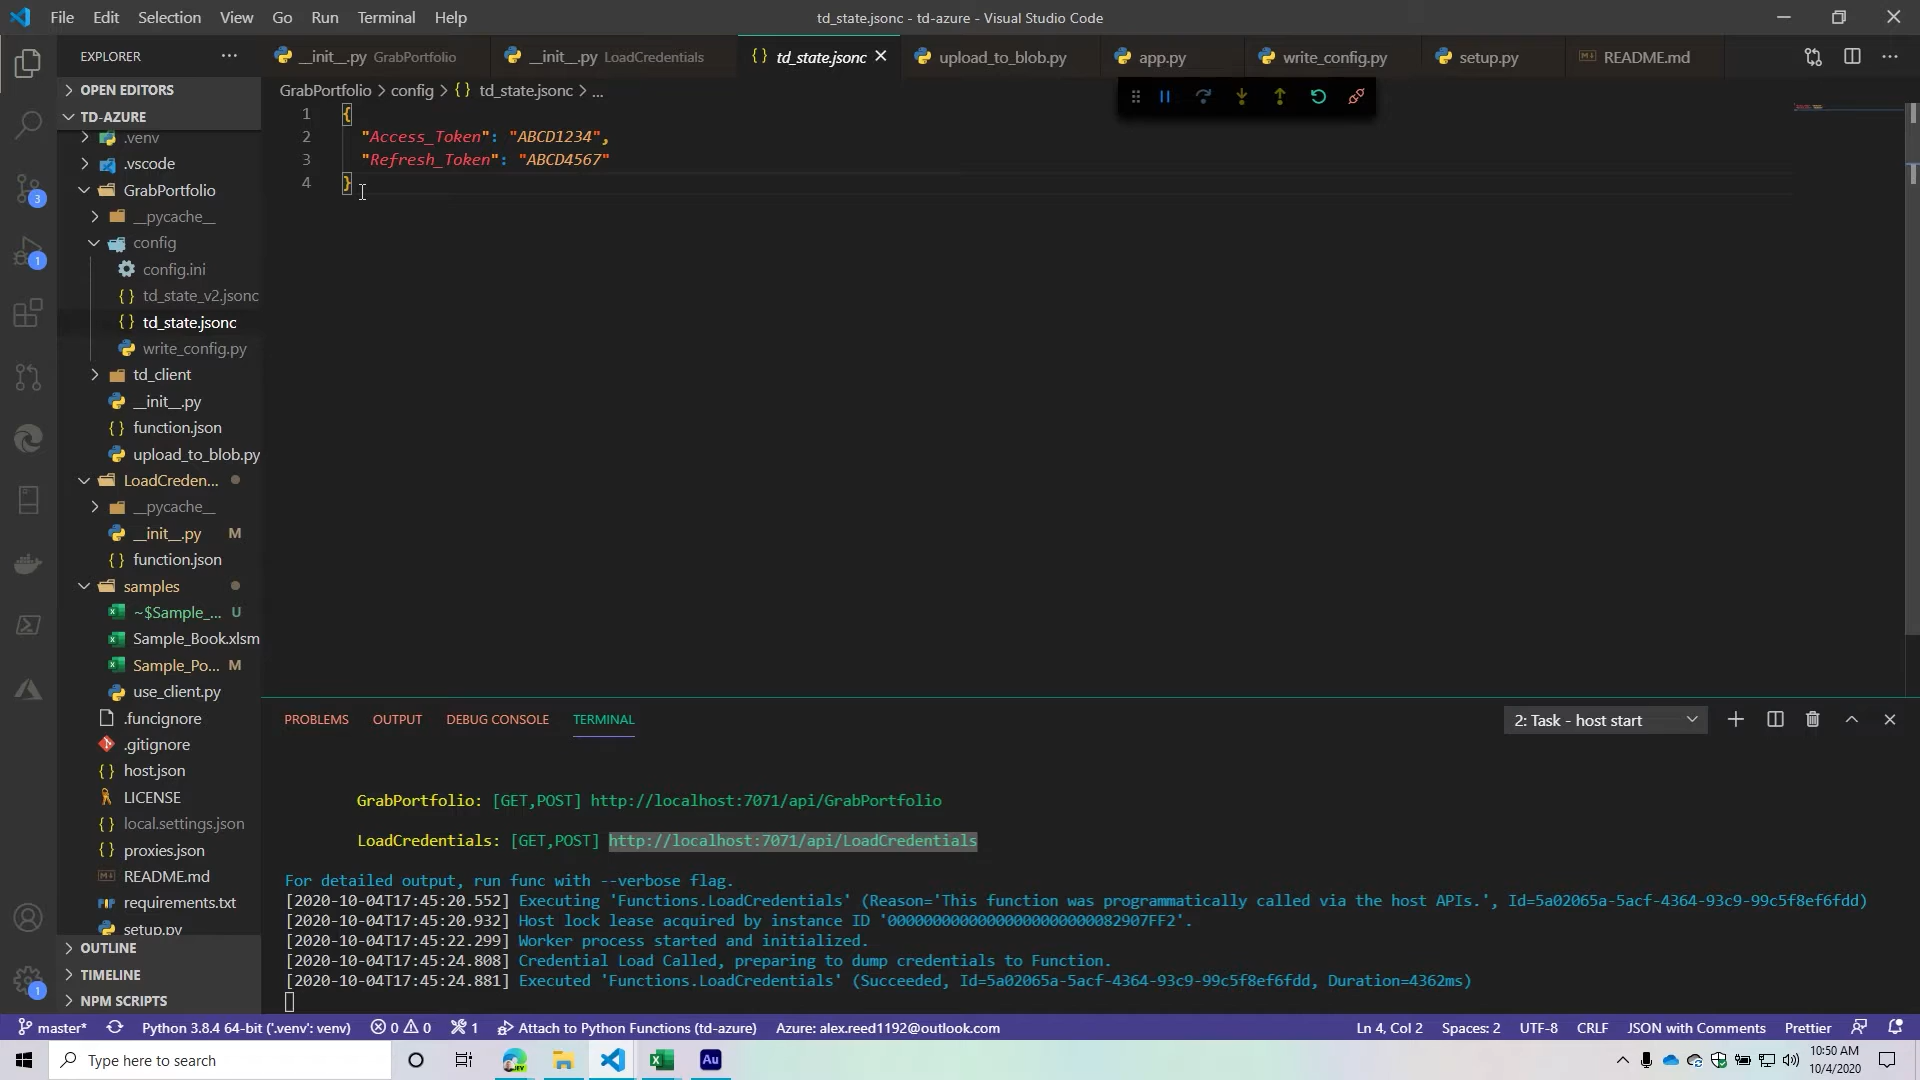 File Edit Selection View Go Run Terminal Help
td_state.jsonc - td-azure - Visual Studio Code
EXPLORER
__init__.py GrabPortfolio
__init__.py LoadCredentials
{} td_state.jsonc
upload_to_blob.py
app.py
write_config.py
setup.py
README.md
OPEN EDITORS
TD-AZURE
.venv
.vscode
GrabPortfolio
__pycache__
config
config.ini
{} td_state_v2.jsonc
{} td_state.jsonc
write_config.py
td_client
__init__.py
{} function.json
upload_to_blob.py
LoadCreden...
__pycache__
__init__.py M
{} function.json
samples
~$Sample_... U
Sample_Book.xlsm
Sample_Po... M
use_client.py
.funcignore
.gitignore
{} host.json
LICENSE
{} local.settings.json
{} proxies.json
README.md
requirements.txt
setup.py
OUTLINE
TIMELINE
NPM SCRIPTS
3
1
1
GrabPortfolio > config > {} td_state.jsonc > ...
1 {
2 "Access_Token": "ABCD1234",
3 "Refresh_Token": "ABCD4567"
4 }
PROBLEMS OUTPUT DEBUG CONSOLE TERMINAL
2: Task - host start
GrabPortfolio: [GET,POST] http://localhost:7071/api/GrabPortfolio
LoadCredentials: [GET,POST] http://localhost:7071/api/LoadCredentials
For detailed output, run func with --verbose flag.
[2020-10-04T17:45:20.552] Executing 'Functions.LoadCredentials' (Reason='This function was programmatically called via the host APIs.', Id=5a02065a-5acf-4364-93c9-99c5f8ef6fdd)
[2020-10-04T17:45:20.932] Host lock lease acquired by instance ID '00000000000000000000000082907FF2'.
[2020-10-04T17:45:22.299] Worker process started and initialized.
[2020-10-04T17:45:24.808] Credential Load Called, preparing to dump credentials to Function.
[2020-10-04T17:45:24.881] Executed 'Functions.LoadCredentials' (Succeeded, Id=5a02065a-5acf-4364-93c9-99c5f8ef6fdd, Duration=4362ms)
master* Python 3.8.4 64-bit ('.venv': venv) 0 0 1 Attach to Python Functions (td-azure) Azure: alex.reed1192@outlook.com
Ln 4, Col 2 Spaces: 2 UTF-8 CRLF JSON with Comments Prettier
Type here to search
Au
10:50 AM
10/4/2020